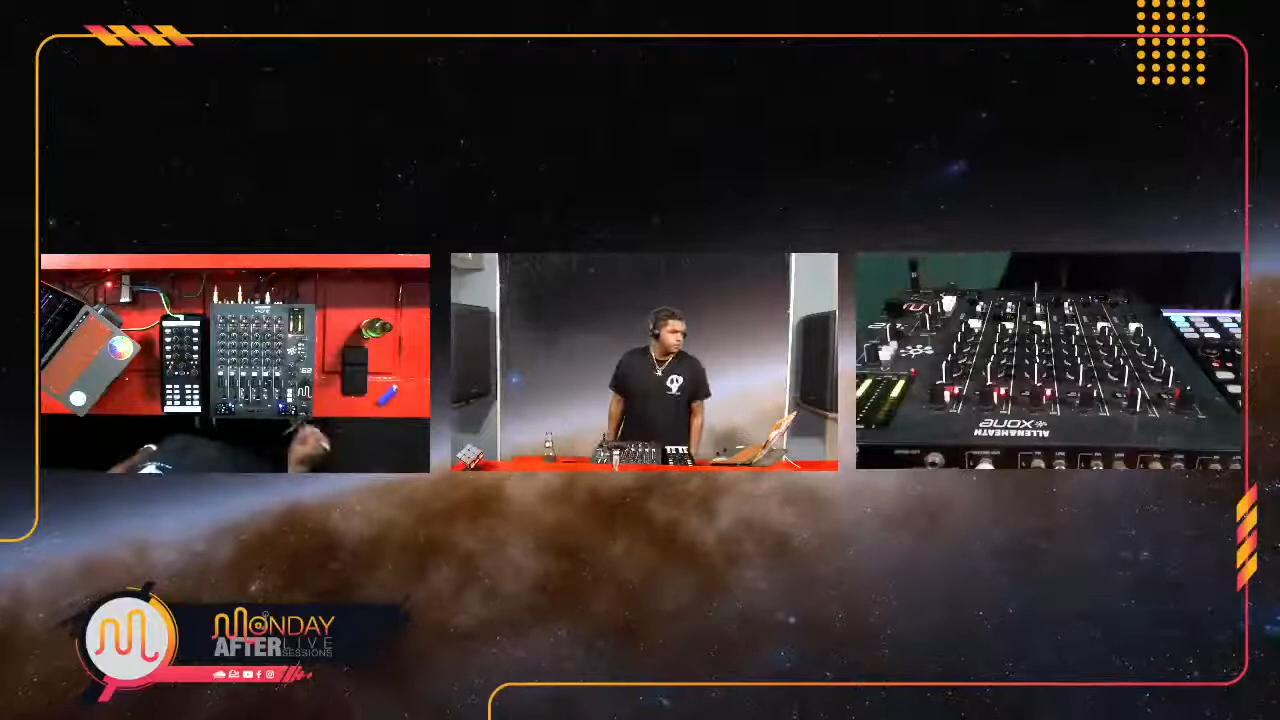 XONE
ALLEN&HEATH
MONDAY
AFTER LIVE
SESSIONS